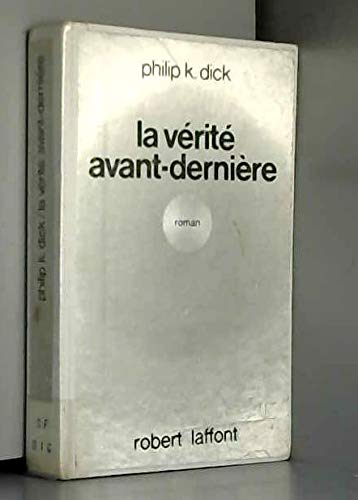 philip k. dick
la vérité
avant-dernière
roman
robert laffont
philip k. dick / la vérité avant-dernière
SF
DIC